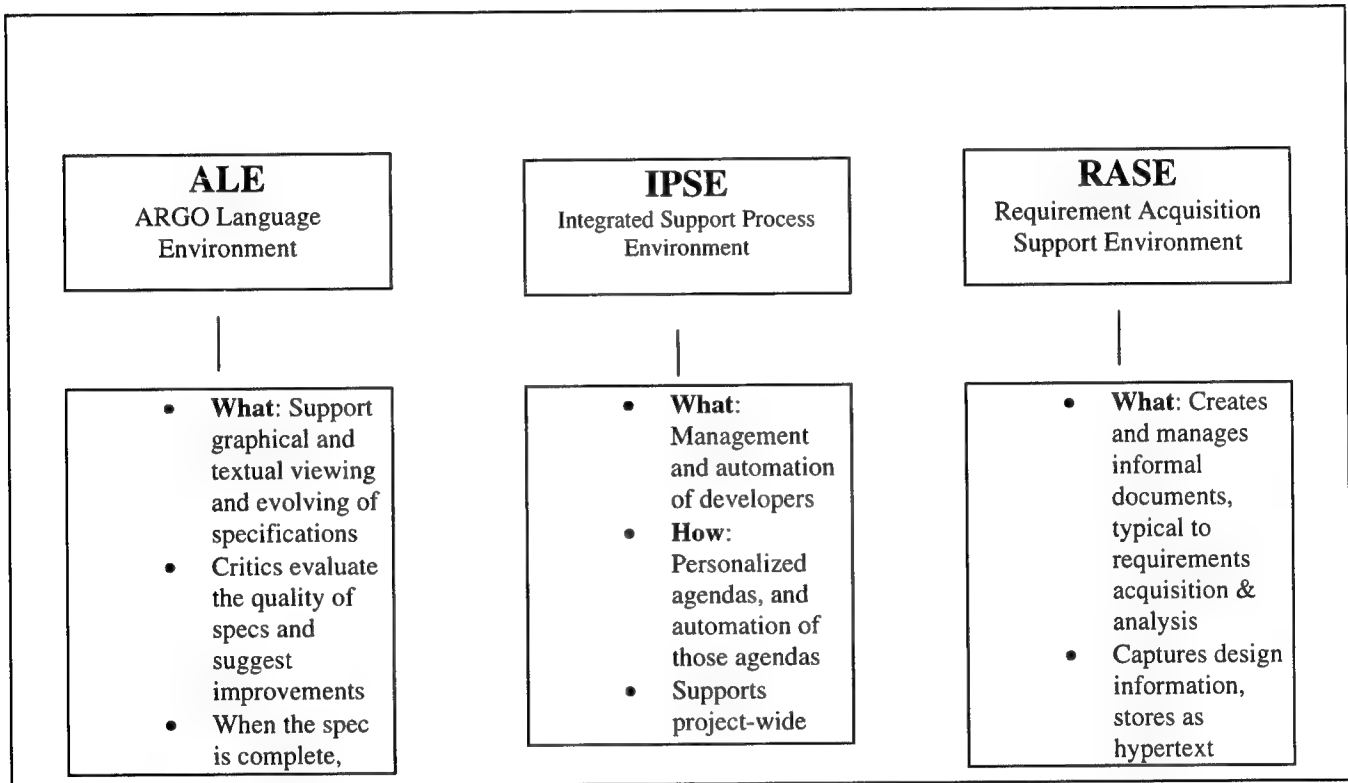 ALE
ARGO Language
Environment
IPSE
Integrated Support Process
Environment
RASE
Requirement Acquisition
Support Environment
• What: Support
graphical and
textual viewing
and evolving of
specifications
• Critics evaluate
the quality of
specs and
suggest
improvements
• When the spec
is complete,
• What:
Management
and automation
of developers
• How:
Personalized
agendas, and
automation of
those agendas
• Supports
project-wide
• What: Creates
and manages
informal
documents,
typical to
requirements
acquisition &
analysis
• Captures design
information,
stores as
hypertext